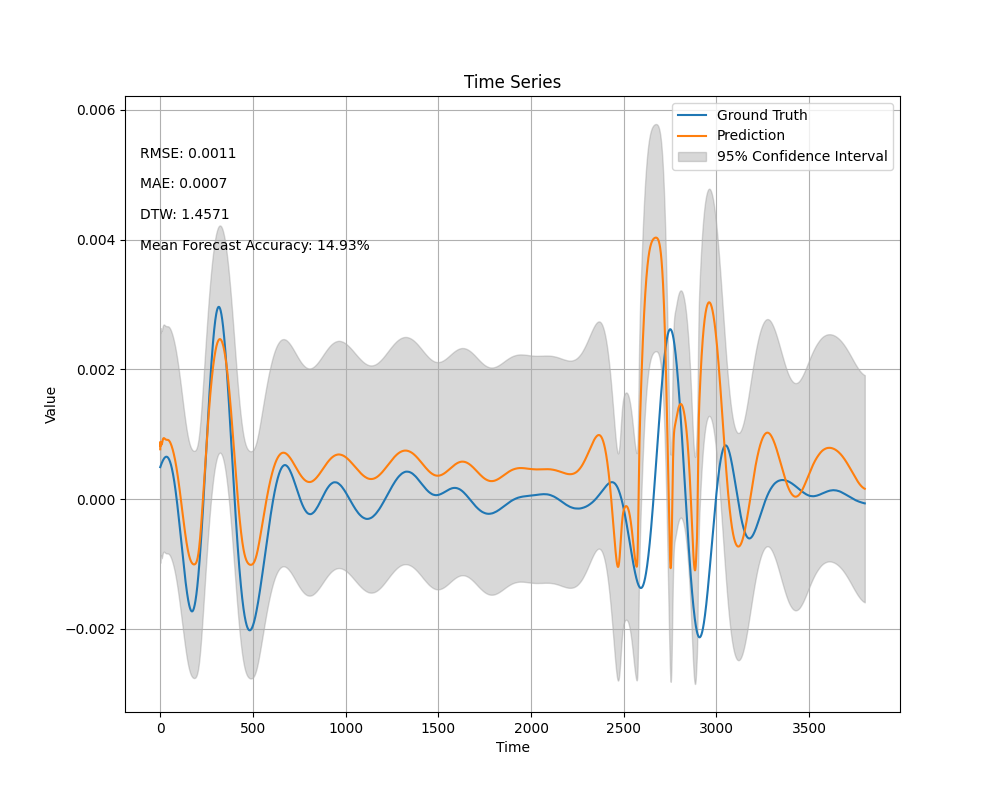 Time Series
0.006
0.004
0.002
0.000
−0.002
Value
RMSE: 0.0011
MAE: 0.0007
DTW: 1.4571
Mean Forecast Accuracy: 14.93%
Ground Truth
Prediction
95% Confidence Interval
0
500
1000
1500
2000
2500
3000
3500
Time